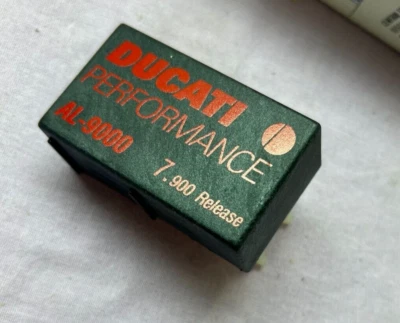 DUCATI
PERFORMANCE
AL-9000
7.900 Release